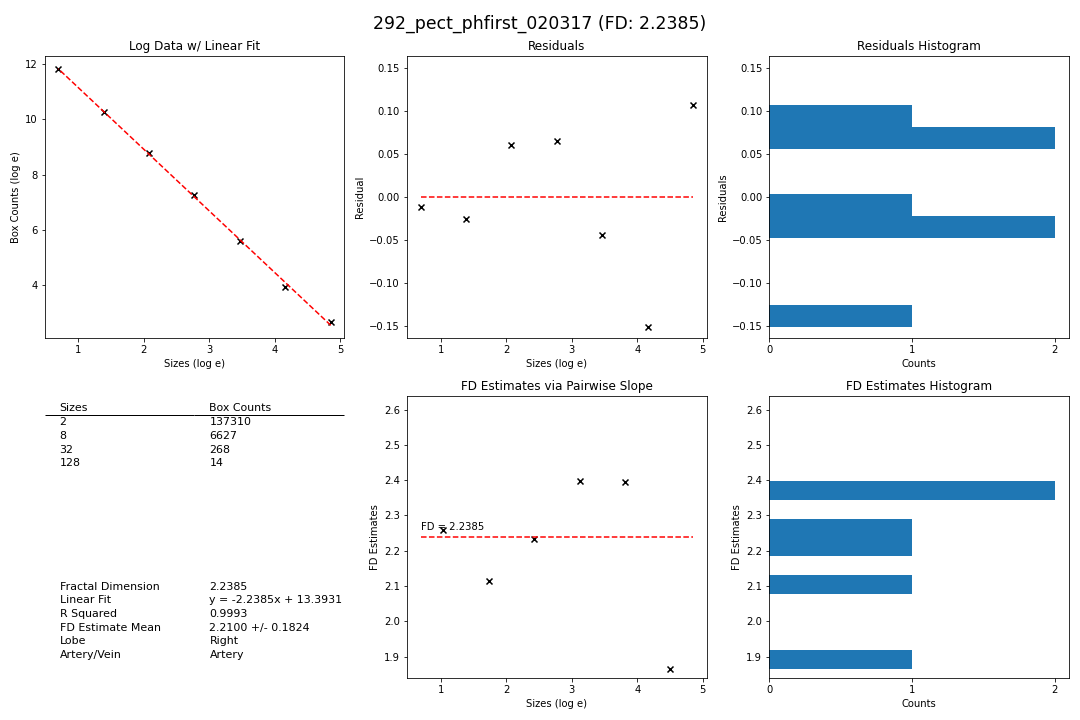 292_pect_phfirst_020317 (FD: 2.2385)
Log Data w/ Linear Fit
12
10
8
6
4
Box Counts (log e)
1 2 3 4 5
Sizes (log e)
Residuals
0.15
0.10
0.05
0.00
−0.05
−0.10
−0.15
Residual
1 2 3 4 5
Sizes (log e)
Residuals Histogram
0.15
0.10
0.05
0.00
−0.05
−0.10
−0.15
Residuals
0 1 2
Counts
Sizes Box Counts
2 137310
8 6627
32 268
128 14
Fractal Dimension 2.2385
Linear Fit y = -2.2385x + 13.3931
R Squared 0.9993
FD Estimate Mean 2.2100 +/- 0.1824
Lobe Right
Artery/Vein Artery
FD Estimates via Pairwise Slope
2.6
2.5
2.4
2.3
2.2
2.1
2.0
1.9
FD Estimates
FD = 2.2385
1 2 3 4 5
Sizes (log e)
FD Estimates Histogram
2.6
2.5
2.4
2.3
2.2
2.1
2.0
1.9
FD Estimates
0 1 2
Counts